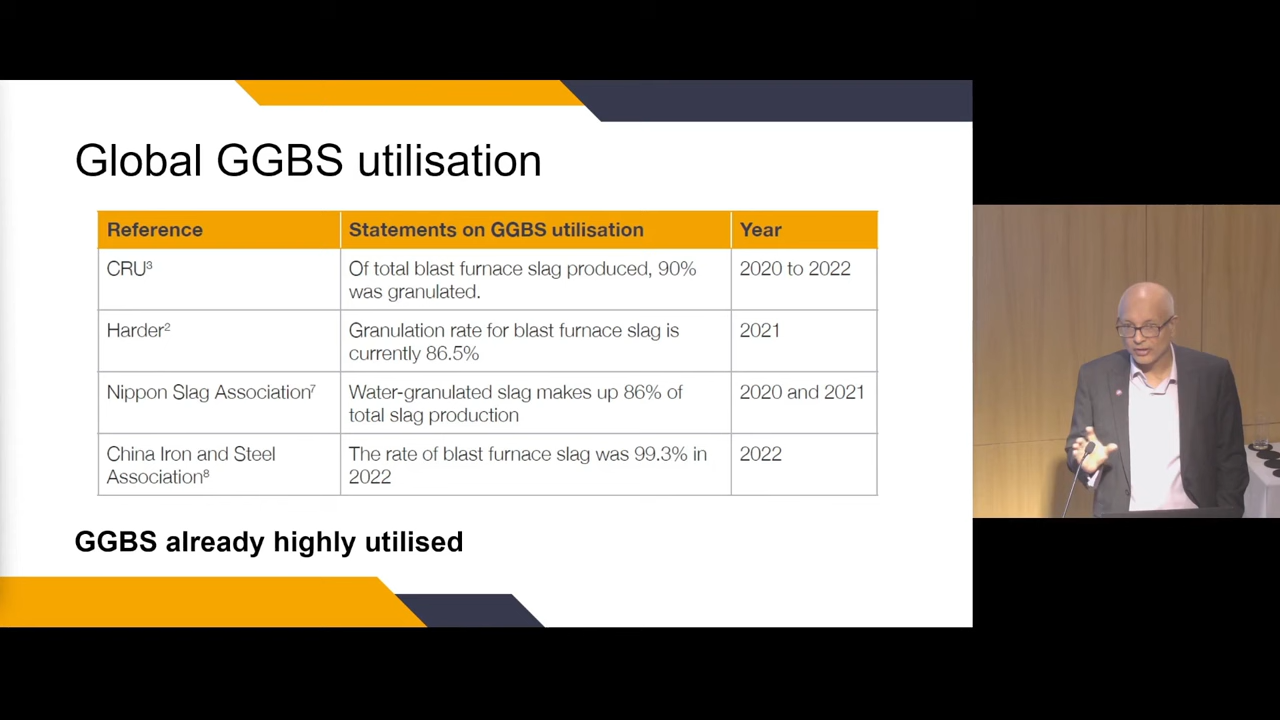 Global GGBS utilisation
Reference Statements on GGBS utilisation Year
CRU³ Of total blast furnace slag produced, 90% 2020 to 2022
was granulated.
Harder² Granulation rate for blast furnace slag is 2021
currently 86.5%
Nippon Slag Association⁷ Water-granulated slag makes up 86% of 2020 and 2021
total slag production
China Iron and Steel The rate of blast furnace slag was 99.3% in 2022
Association⁸ 2022
GGBS already highly utilised